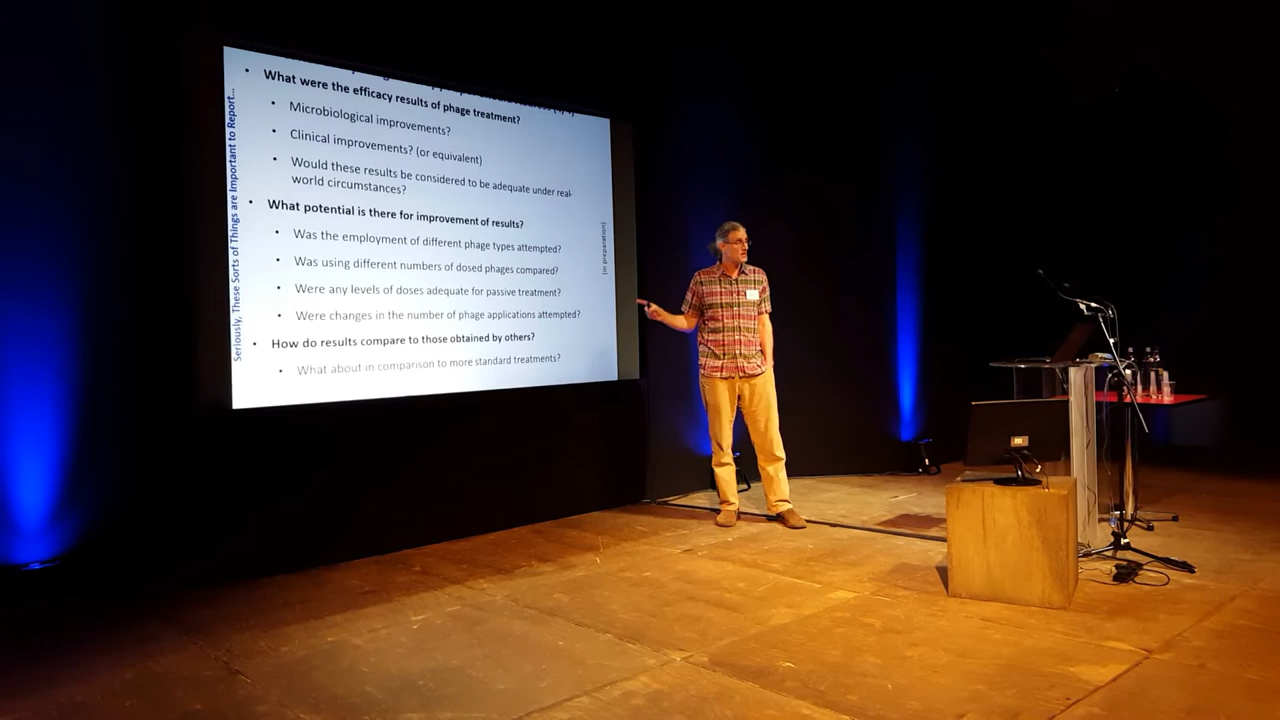 What were the efficacy results of phage treatment?
Microbiological improvements?
Clinical improvements? (or equivalent)
Would these results be considered to be adequate under real-
world circumstances?
What potential is there for improvement of results?
Was the employment of different phage types attempted?
Was using different numbers of dosed phages compared?
Were any levels of doses adequate for passive treatment?
Were changes in the number of phage applications attempted?
How do results compare to those obtained by others?
What about in comparison to more standard treatments?
Seriously, These Sorts of Things are Important to Report...
(in preparation)